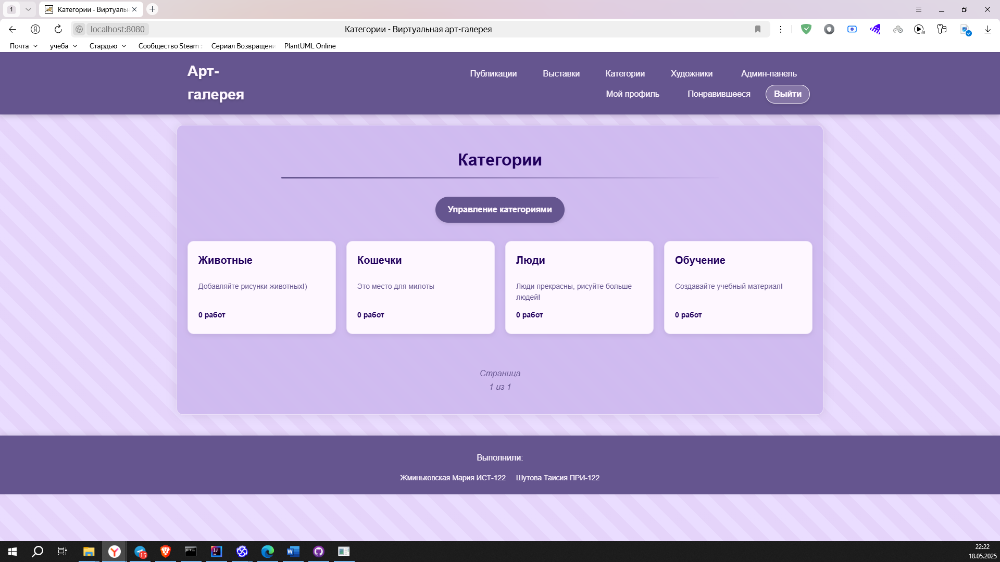 1
Категории - Виртуальн
localhost:8080
Категории - Виртуальная арт-галерея
Почта
учеба
Стардью
Сообщество Steam
Сериал Возвращен
PlantUML Online
Арт-
галерея
Публикации
Выставки
Категории
Художники
Админ-панель
Мой профиль
Понравившееся
Выйти
Категории
Управление категориями
Животные
Добавляйте рисунки животных!)
0 работ
Кошечки
Это место для милоты
0 работ
Люди
Люди прекрасны, рисуйте больше
людей!
0 работ
Обучение
Создавайте учебный материал!
0 работ
Страница
1 из 1
Выполнили:
Жминьковская Мария ИСТ-122 Шутова Таисия ПРИ-122
16
22:22
18.05.2025